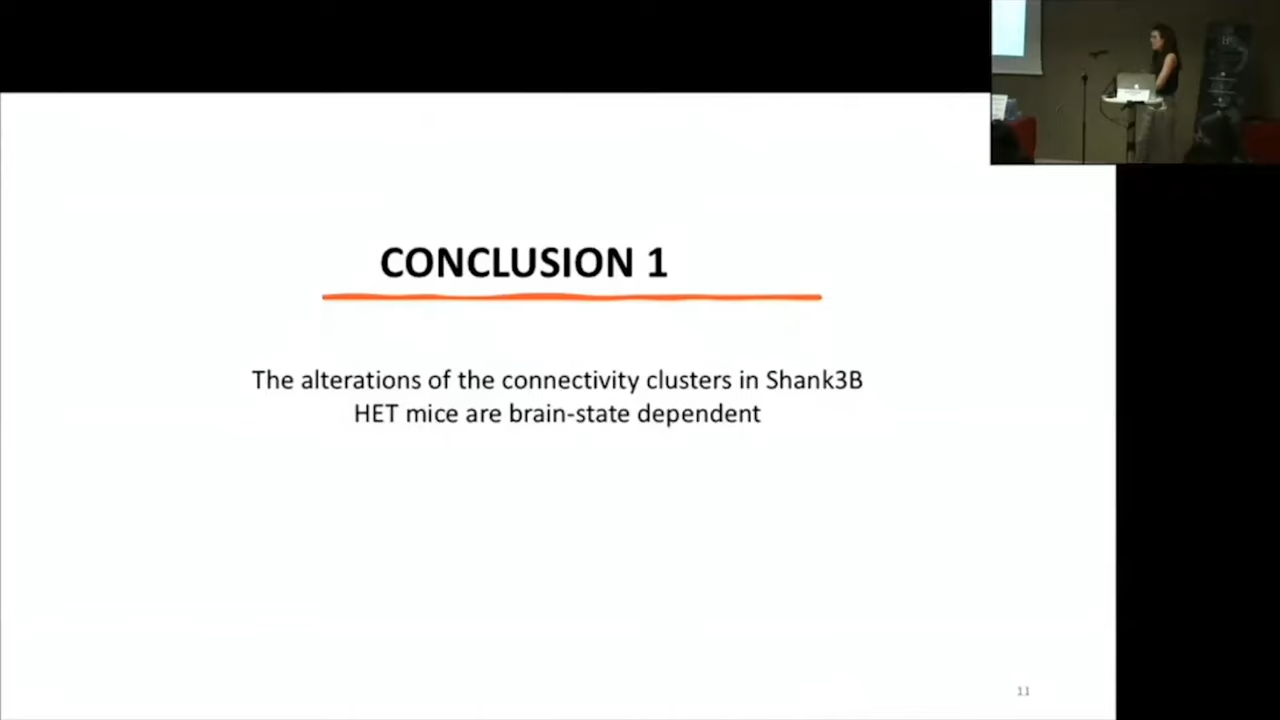 CONCLUSION 1
The alterations of the connectivity clusters in Shank3B
HET mice are brain-state dependent
11